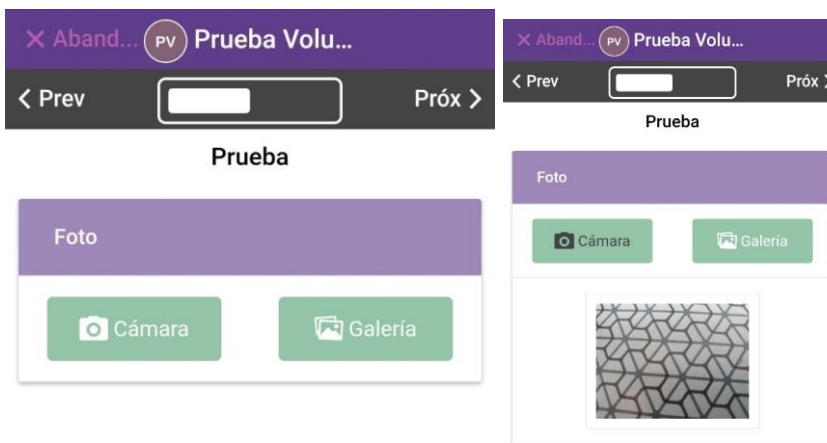 Aband... PV Prueba Volu...
Prev Próx
Prueba
Foto
Cámara Galería
Aband... PV Prueba Volu...
Prev Próx
Prueba
Foto
Cámara Galería